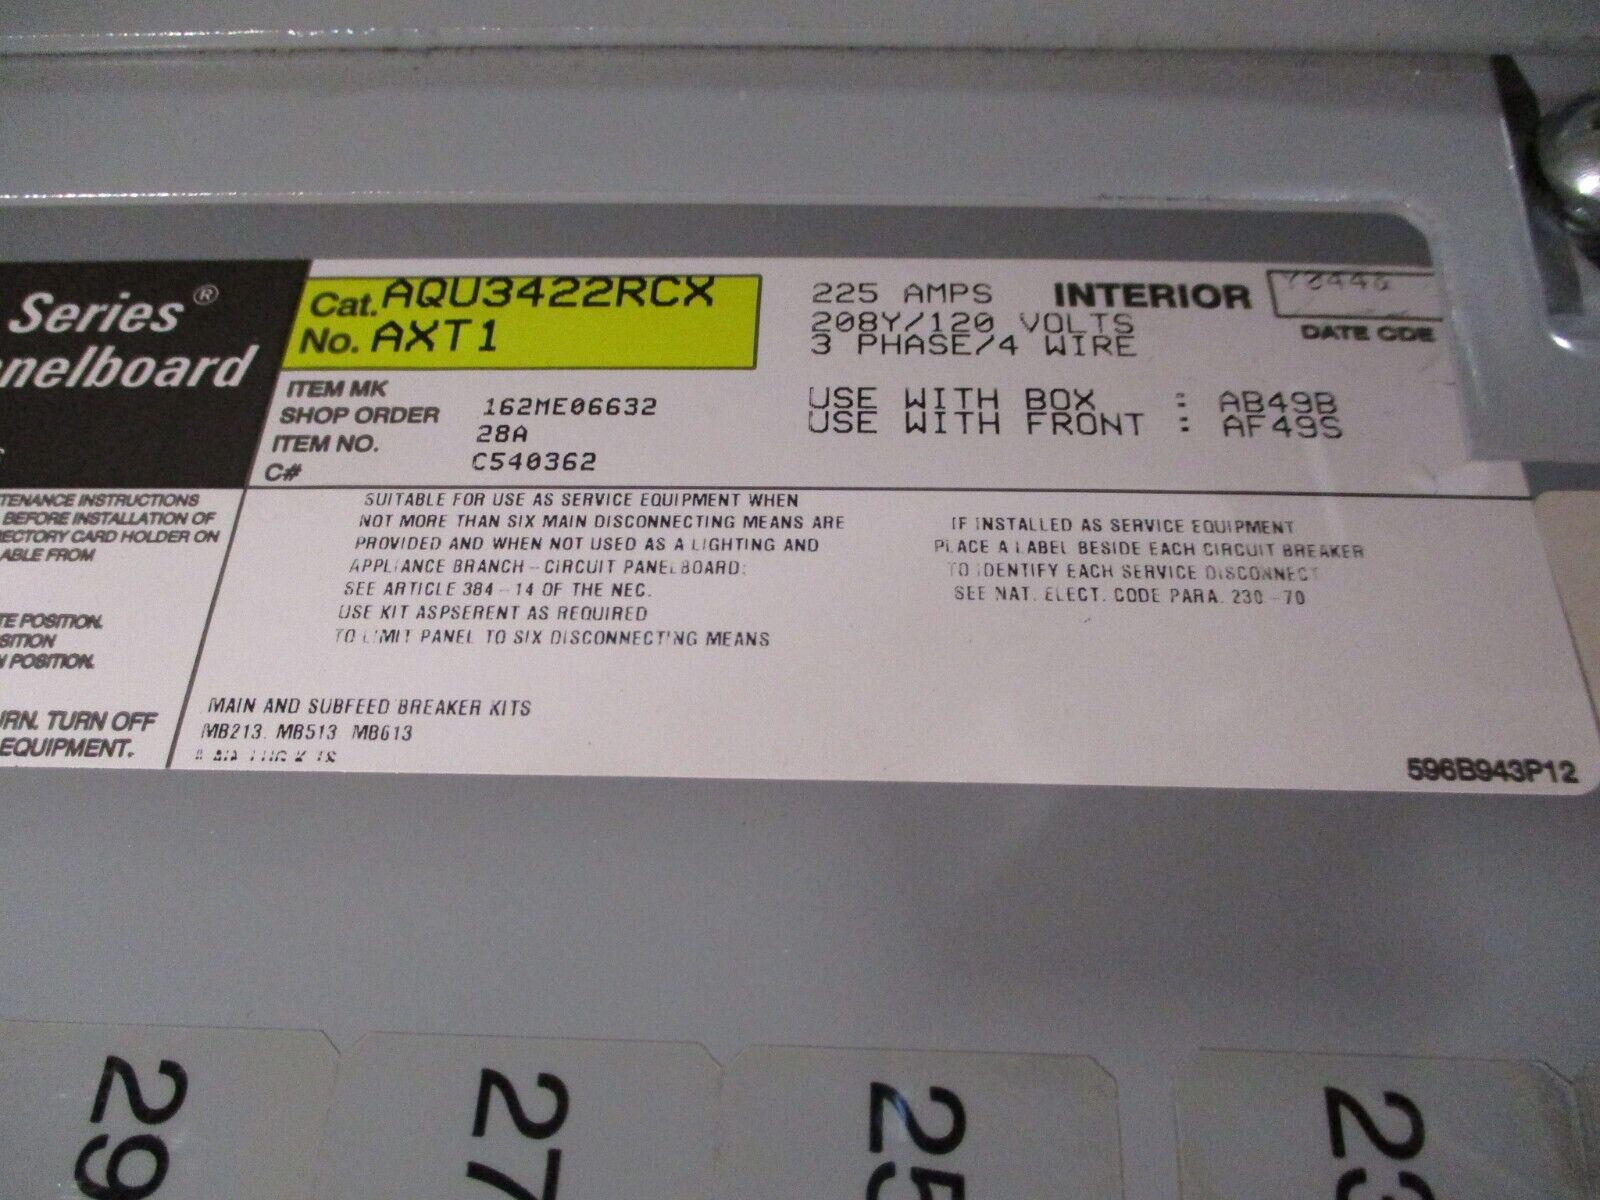 Series®
nelboard
Cat. AQU3422RCX
No. AXT1
225 AMPS INTERIOR
208Y/120 VOLTS
3 PHASE/4 WIRE
DATE CDE
ITEM MK
SHOP ORDER 162ME06632
ITEM NO. 28A
C# C540362
USE WITH BOX : AB49B
USE WITH FRONT : AF49S
TENANCE INSTRUCTIONS
BEFORE INSTALLATION OF
RECTORY CARD HOLDER ON
ABLE FROM
TE POSITION.
SITION
N POSITION.
RN. TURN OFF
EQUIPMENT.
SUITABLE FOR USE AS SERVICE EQUIPMENT WHEN
NOT MORE THAN SIX MAIN DISCONNECTING MEANS ARE
PROVIDED AND WHEN NOT USED AS A LIGHTING AND
APPLIANCE BRANCH-CIRCUIT PANELBOARD;
SEE ARTICLE 384-14 OF THE NEC.
USE KIT ASPSERENT AS REQUIRED
TO LIMIT PANEL TO SIX DISCONNECTING MEANS
IF INSTALLED AS SERVICE EQUIPMENT
PLACE A LABEL BESIDE EACH CIRCUIT BREAKER
TO IDENTIFY EACH SERVICE DISCONNECT
SEE NAT. ELECT. CODE PARA. 230-70
MAIN AND SUBFEED BREAKER KITS
MB213. MB513 MB613
596B943P12
29
27
25
23